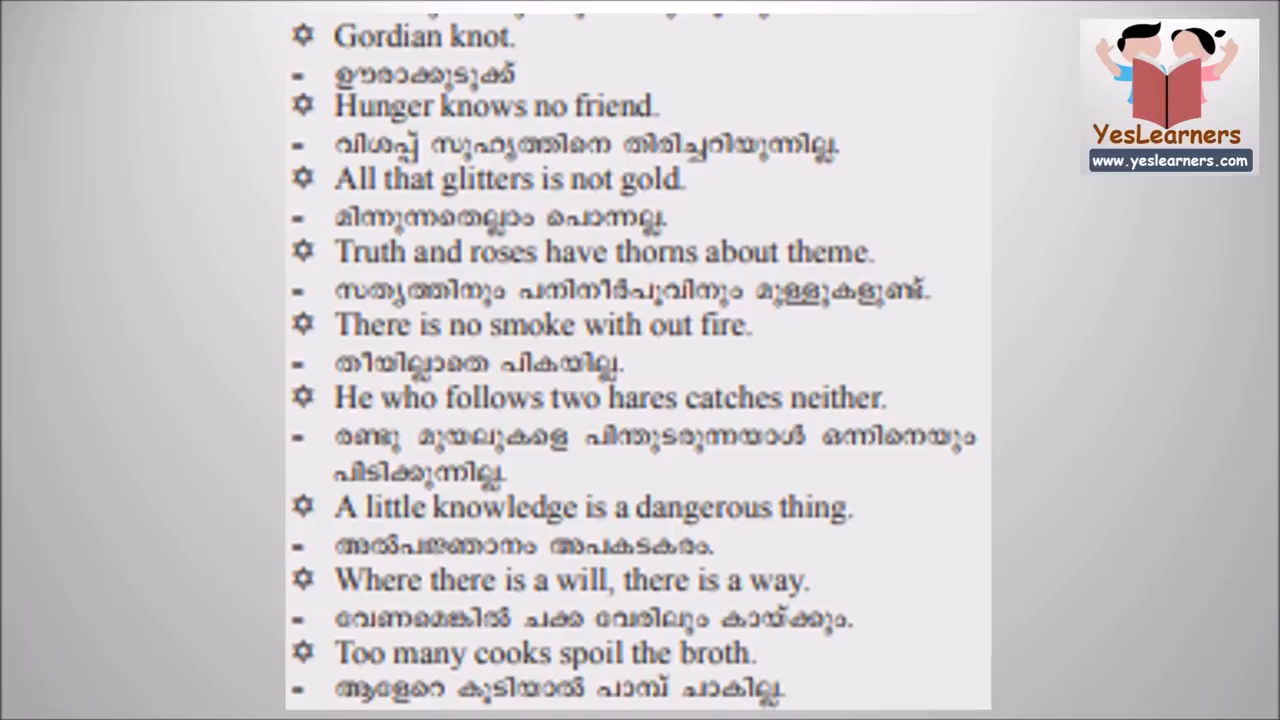 Gordian knot.
- ഊരാക്കുടുക്ക്
Hunger knows no friend.
- വിശപ്പ് സുഹൃത്തിനെ തിരിച്ചറിയുന്നില്ല.
All that glitters is not gold.
- മിന്നുന്നതെല്ലാം പൊന്നല്ല.
Truth and roses have thorns about theme.
- സത്യത്തിനും പനിനീർപൂവിനും മുള്ളുകളുണ്ട്.
There is no smoke with out fire.
- തീയില്ലാതെ പികയില്ല.
He who follows two hares catches neither.
- രണ്ടു മുയലുകളെ പിന്തുടരുന്നയാൾ ഒന്നിനെയും
പിടിക്കുന്നില്ല.
A little knowledge is a dangerous thing.
- അൽപജ്ഞാനം അപകടകരം.
Where there is a will, there is a way.
- വേണമെങ്കിൽ ചക്ക വേരിലും കായ്ക്കും.
Too many cooks spoil the broth.
- ആളേറെ കൂടിയാൽ പാമ്പ് ചാകില്ല.
YesLearners
www.yeslearners.com